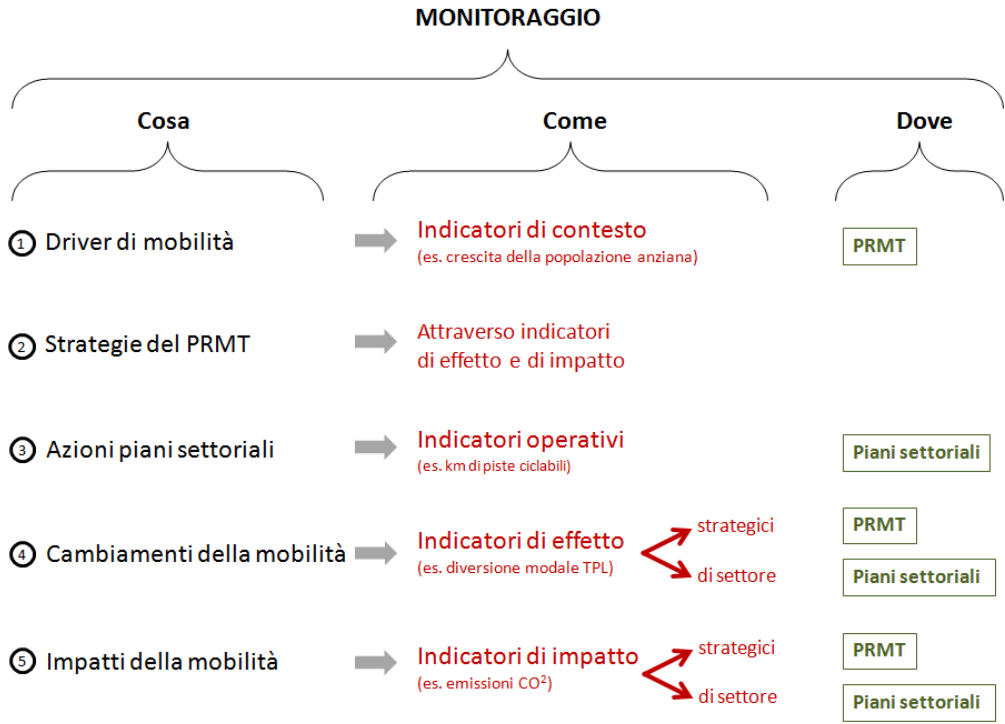 MONITORAGGIO
Cosa
Come
Dove
1 Driver di mobilità
Indicatori di contesto
(es. crescita della popolazione anziana)
PRMT
2 Strategie del PRMT
Attraverso indicatori
di effetto e di impatto
3 Azioni piani settoriali
Indicatori operativi
(es. km di piste ciclabili)
Piani settoriali
4 Cambiamenti della mobilità
Indicatori di effetto
(es. diversione modale TPL)
strategici
di settore
PRMT
Piani settoriali
5 Impatti della mobilità
Indicatori di impatto
(es. emissioni CO²)
strategici
di settore
PRMT
Piani settoriali